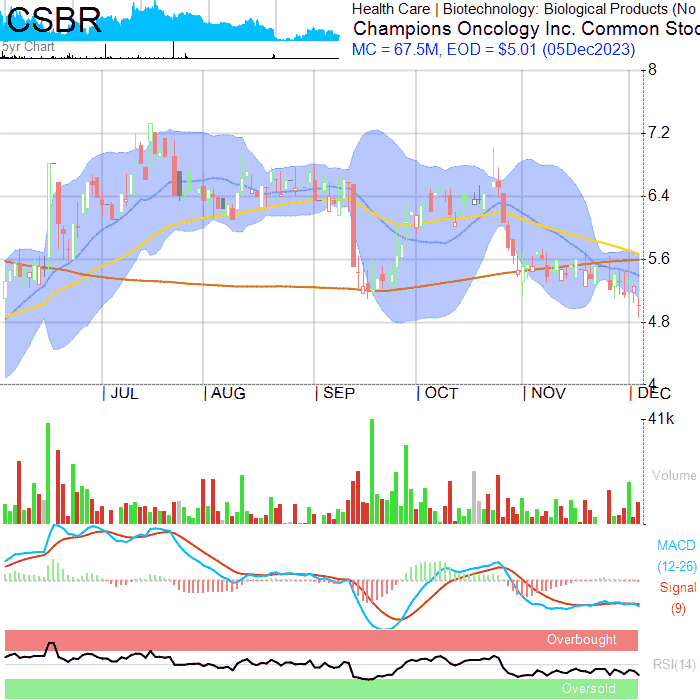 CSBR
5yr Chart
Health Care | Biotechnology: Biological Products (No
Champions Oncology Inc. Common Stoc
MC = 67.5M, EOD = $5.01 (05Dec2023)
8
7.2
6.4
5.6
4.8
4
JUL AUG SEP OCT NOV DEC
41k
Volume
MACD
(12-26)
Signal
(9)
Overbought
RSI(14)
Oversold